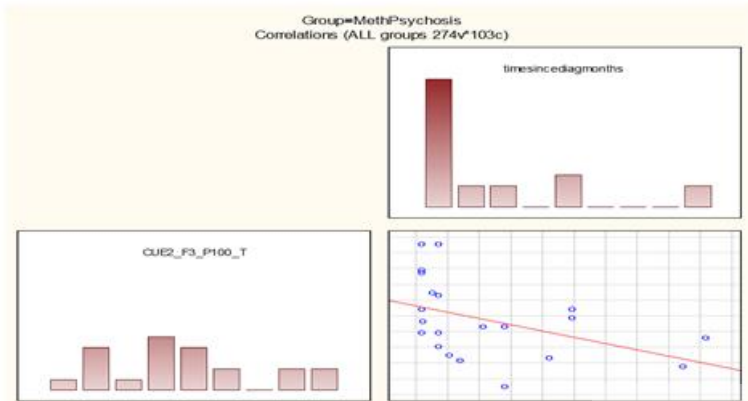 Group=MethPsychosis
Correlations (ALL groups 274v*103c)
timesincediagmonths
CUE2_F3_P100_T